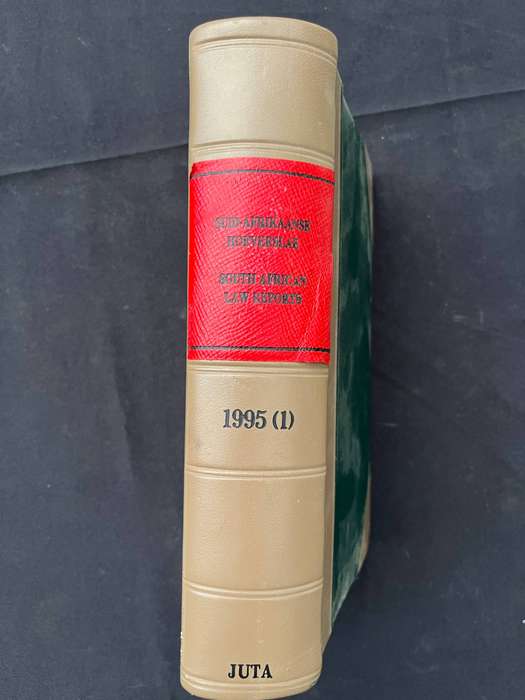 SUID-AFRIKAANSE
HOFVERSLAE
SOUTH AFRICAN
LAW REPORTS
1995 (1)
JUTA